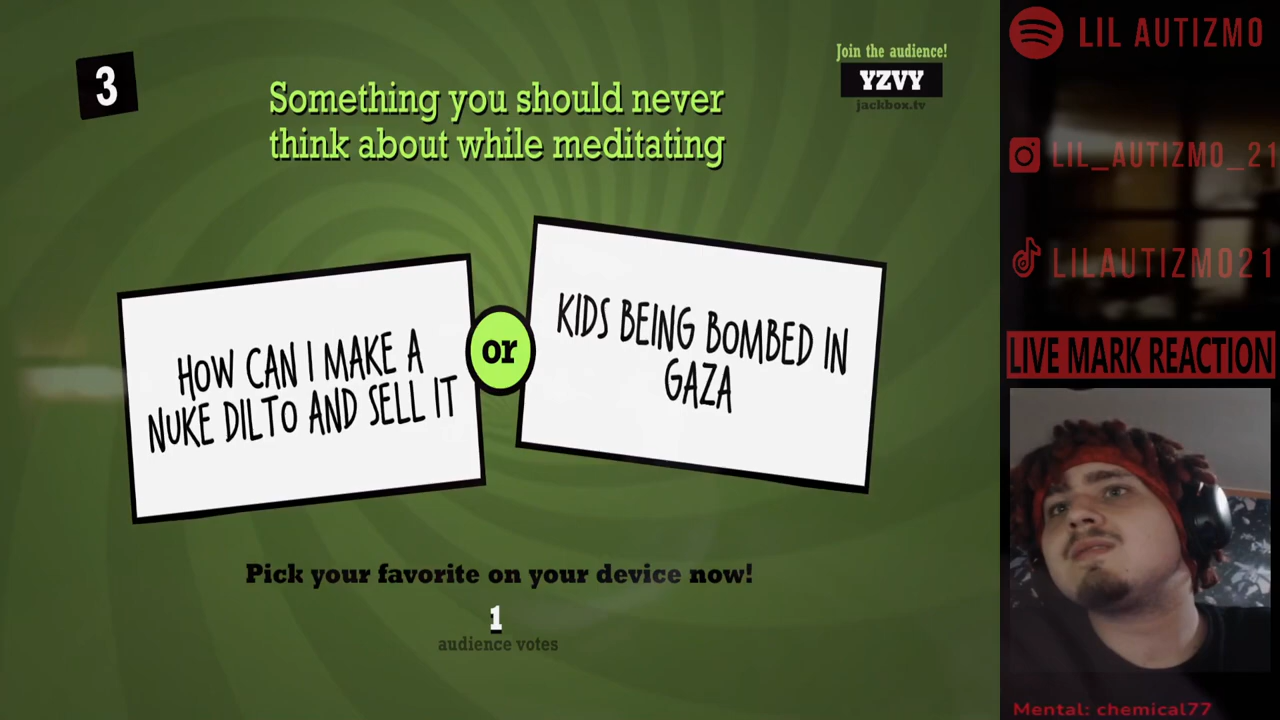 3
Something you should never
think about while meditating
Join the audience!
YZVY
jackbox.tv
HOW CAN I MAKE A
NUKE DILTO AND SELL IT
or
KIDS BEING BOMBED IN
GAZA
Pick your favorite on your device now!
1
audience votes
LIL AUTIZMO
LIL_AUTIZMO_21
LILAUTIZMO21
LIVE MARK REACTION
Mental: chemical77